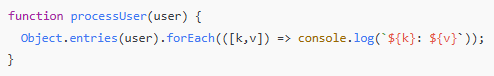 function processUser(user) {
  Object.entries(user).forEach(([k,v]) => console.log(`${k}: ${v}`));
}